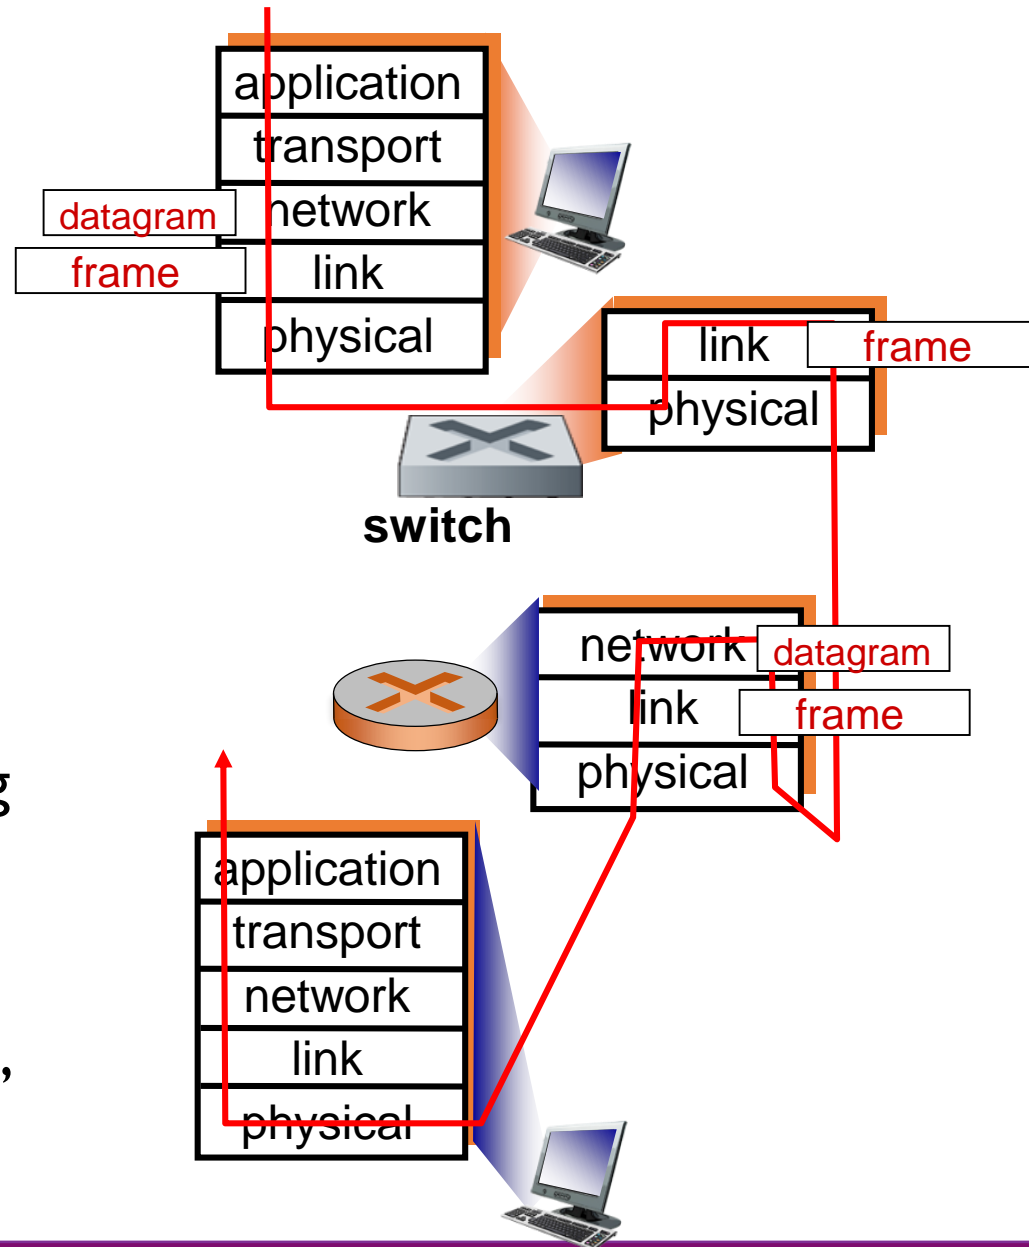 application
transport
datagram network
frame link
physical
link frame
physical
switch
network datagram
link frame
physical
g
application
transport
network
link
,
physical